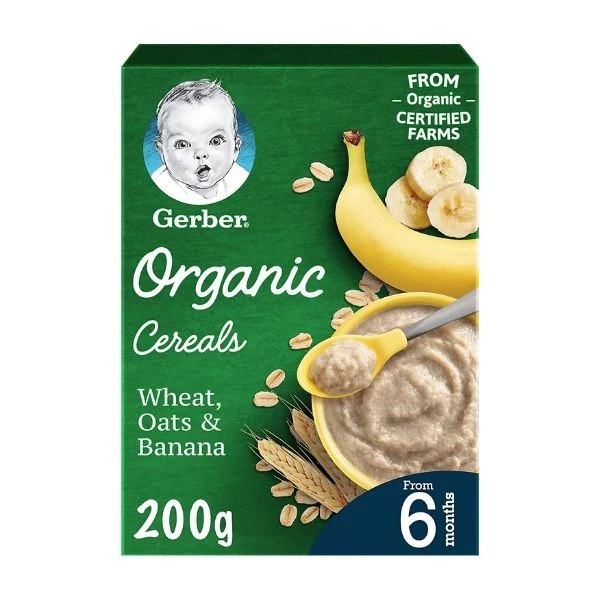 FROM
Organic
CERTIFIED
FARMS
Gerber®
Organic
Cereals
Wheat,
Oats &
Banana
200g
From
6
months